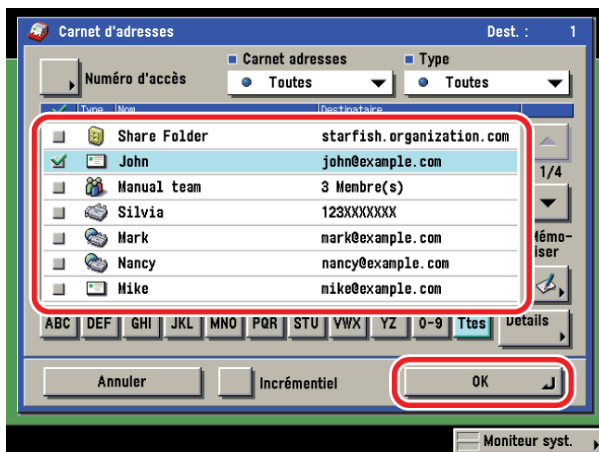 Carnet d'adresses Dest. : 1
Carnet adresses Type
Numéro d'accès Toutes Toutes
Type Nom Destinataire
Share Folder starfish.organization.com
John john@example.com
1/4
Manual team 3 Membre(s)
Silvia 123XXXXXXX
Mark mark@example.com
Mémo-
iser
Nancy nancy@example.com
Mike mike@example.com
ABC DEF GHI JKL MNO PQR STU VWX YZ 0-9 Ttes Details
Annuler Incrémentiel OK
Moniteur syst.